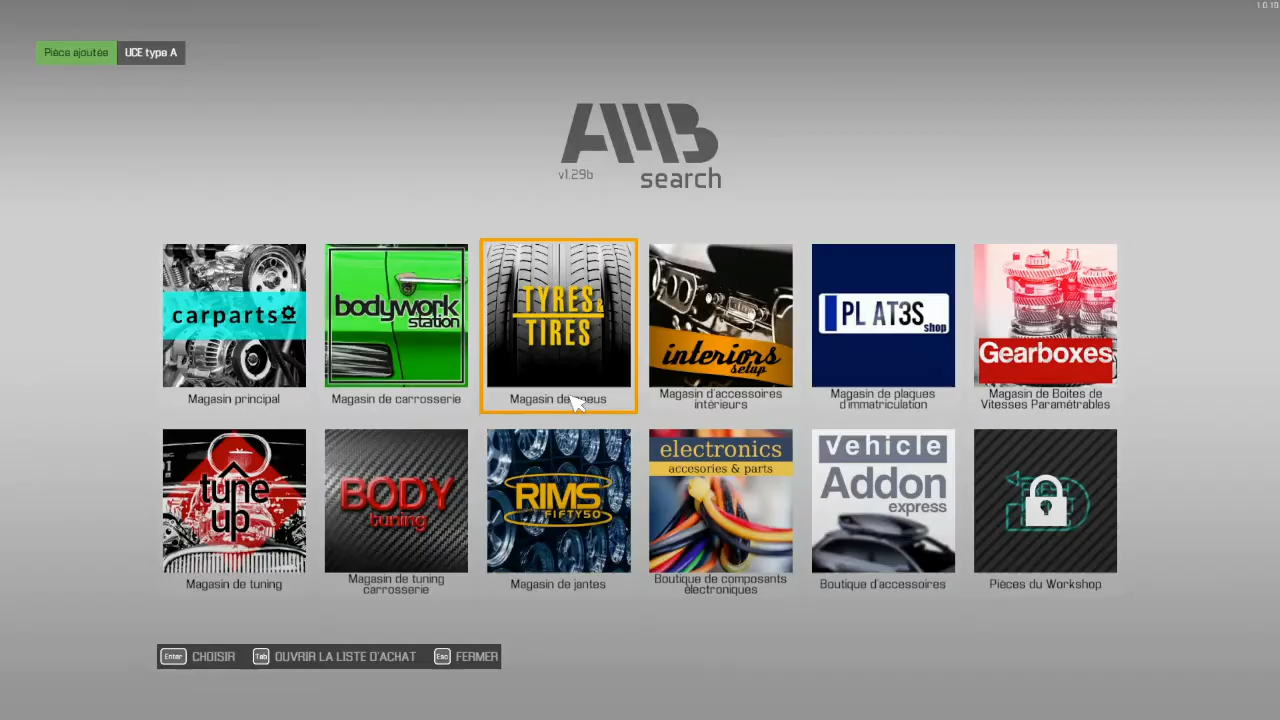 1.0.10
Pièce ajoutée UCE type A
AMB
v1.29b
search
carparts
Magasin principal
bodywork
station
Magasin de carrosserie
TYRES&
TIRES
Magasin de neus
interiors
setup
Magasin d'accessoires
intérieurs
PL AT3S
shop
Magasin de plaques
d'immatriculation
Gearboxes
Magasin de Boîtes de
Vitesses Paramétrables
tune
up
Magasin de tuning
BODY
tuning
Magasin de tuning
carrosserie
RIMS
FIFTY50
Magasin de jantes
electronics
accesories & parts
Boutique de composants
électroniques
vehicle
Addon
express
Boutique d'accessoires
Pièces du Workshop
Enter CHOISIR Tab OUVRIR LA LISTE D'ACHAT Esc FERMER